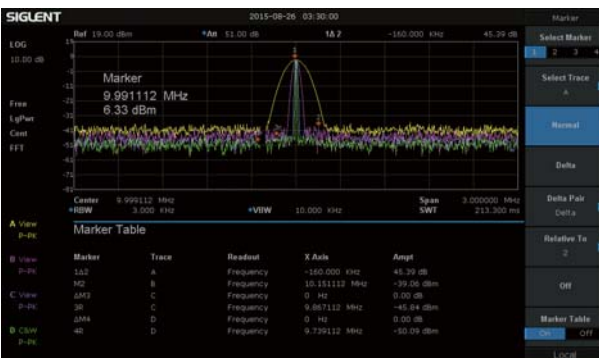 SIGLENT 2015-08-26 03:30:00 Marker
Ref 19.00 dBm *Att 51.00 dB 1Δ2 -160.000 KHz 45.39 dB
LOG
10.00 dB
Select Marker
1 2 3 4
Marker
9.991112 MHz
6.33 dBm
Select Trace
A
Free
LgPwr
Cont
FFT
Normal
Delta
Center 9.999112 MHz Span 3.000000 MHz
*RBW 3.000 KHz *VBW 10.000 KHz SWT 213.300 ms
Delta Pair
Delta
A View
P-PK
Marker Table
Relative To
2
Marker Trace Readout X Axis Ampt
B View
P-PK
1Δ2 A Frequency -160.000 KHz 45.39 dB
M2 B Frequency 10.151112 MHz -39.06 dBm
ΔM3 C Frequency 0 Hz 0.00 dB
3R C Frequency 9.867112 MHz -45.84 dBm
ΔM4 D Frequency 0 Hz 0.00 dB
4R D Frequency 9.739112 MHz -50.09 dBm
Off
C View
P-PK
D C&W
P-PK
Marker Table
On Off
Local